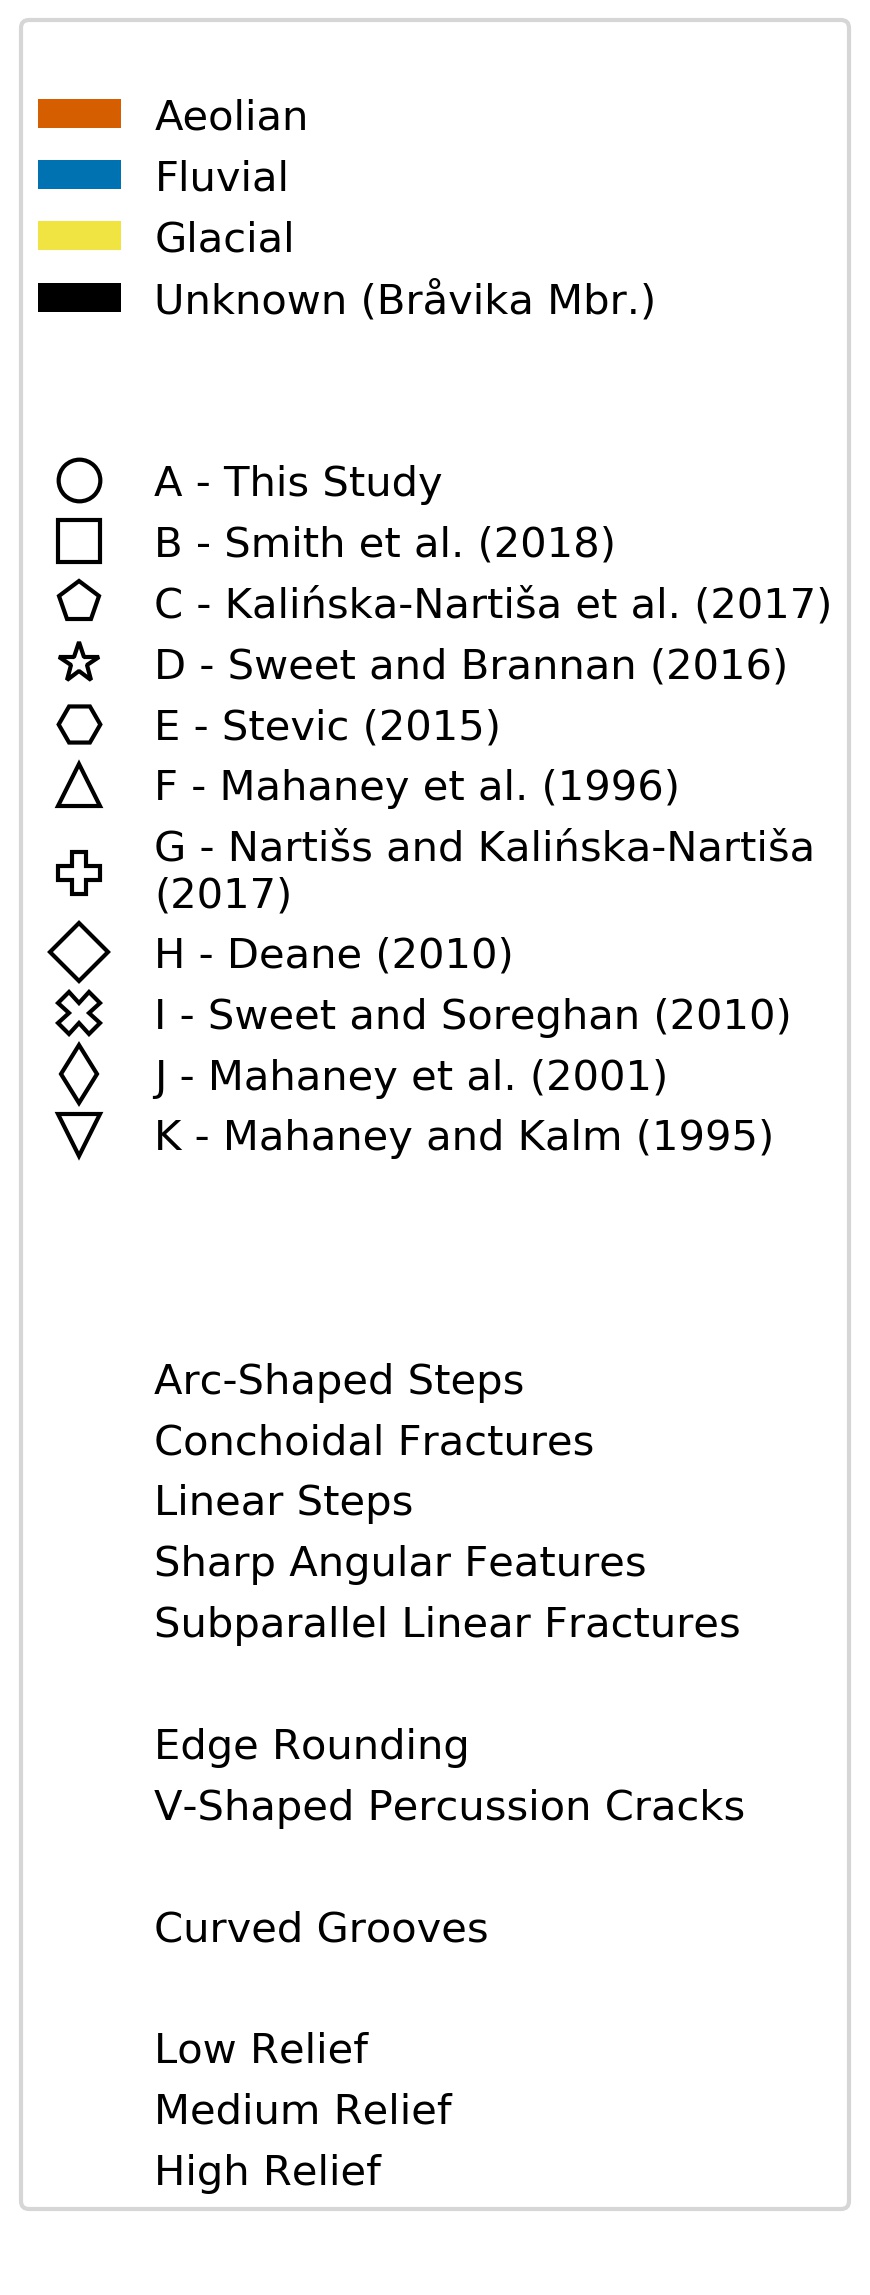 Aeolian
Fluvial
Glacial
Unknown (Bråvika Mbr.)
A - This Study
B - Smith et al. (2018)
C - Kalińska-Nartiša et al. (2017)
D - Sweet and Brannan (2016)
E - Stevic (2015)
F - Mahaney et al. (1996)
G - Nartišs and Kalińska-Nartiša
(2017)
H - Deane (2010)
I - Sweet and Soreghan (2010)
J - Mahaney et al. (2001)
K - Mahaney and Kalm (1995)
Arc-Shaped Steps
Conchoidal Fractures
Linear Steps
Sharp Angular Features
Subparallel Linear Fractures
Edge Rounding
V-Shaped Percussion Cracks
Curved Grooves
Low Relief
Medium Relief
High Relief